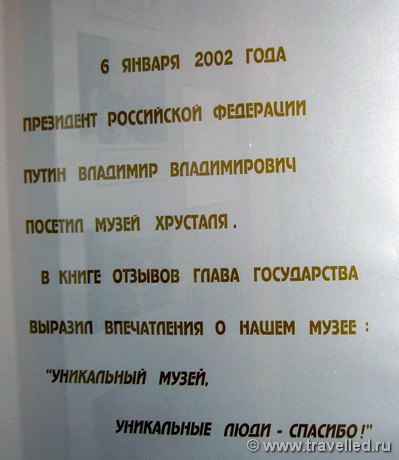 6 ЯНВАРЯ 2002 ГОДА
ПРЕЗИДЕНТ РОССИЙСКОЙ ФЕДЕРАЦИИ
ПУТИН ВЛАДИМИР ВЛАДИМИРОВИЧ
ПОСЕТИЛ МУЗЕЙ ХРУСТАЛЯ.
В КНИГЕ ОТЗЫВОВ ГЛАВА ГОСУДАРСТВА
ВЫРАЗИЛ ВПЕЧАТЛЕНИЯ О НАШЕМ МУЗЕЕ:
"УНИКАЛЬНЫЙ МУЗЕЙ,
УНИКАЛЬНЫЕ ЛЮДИ - СПАСИБО!"
© www.travelled.ru